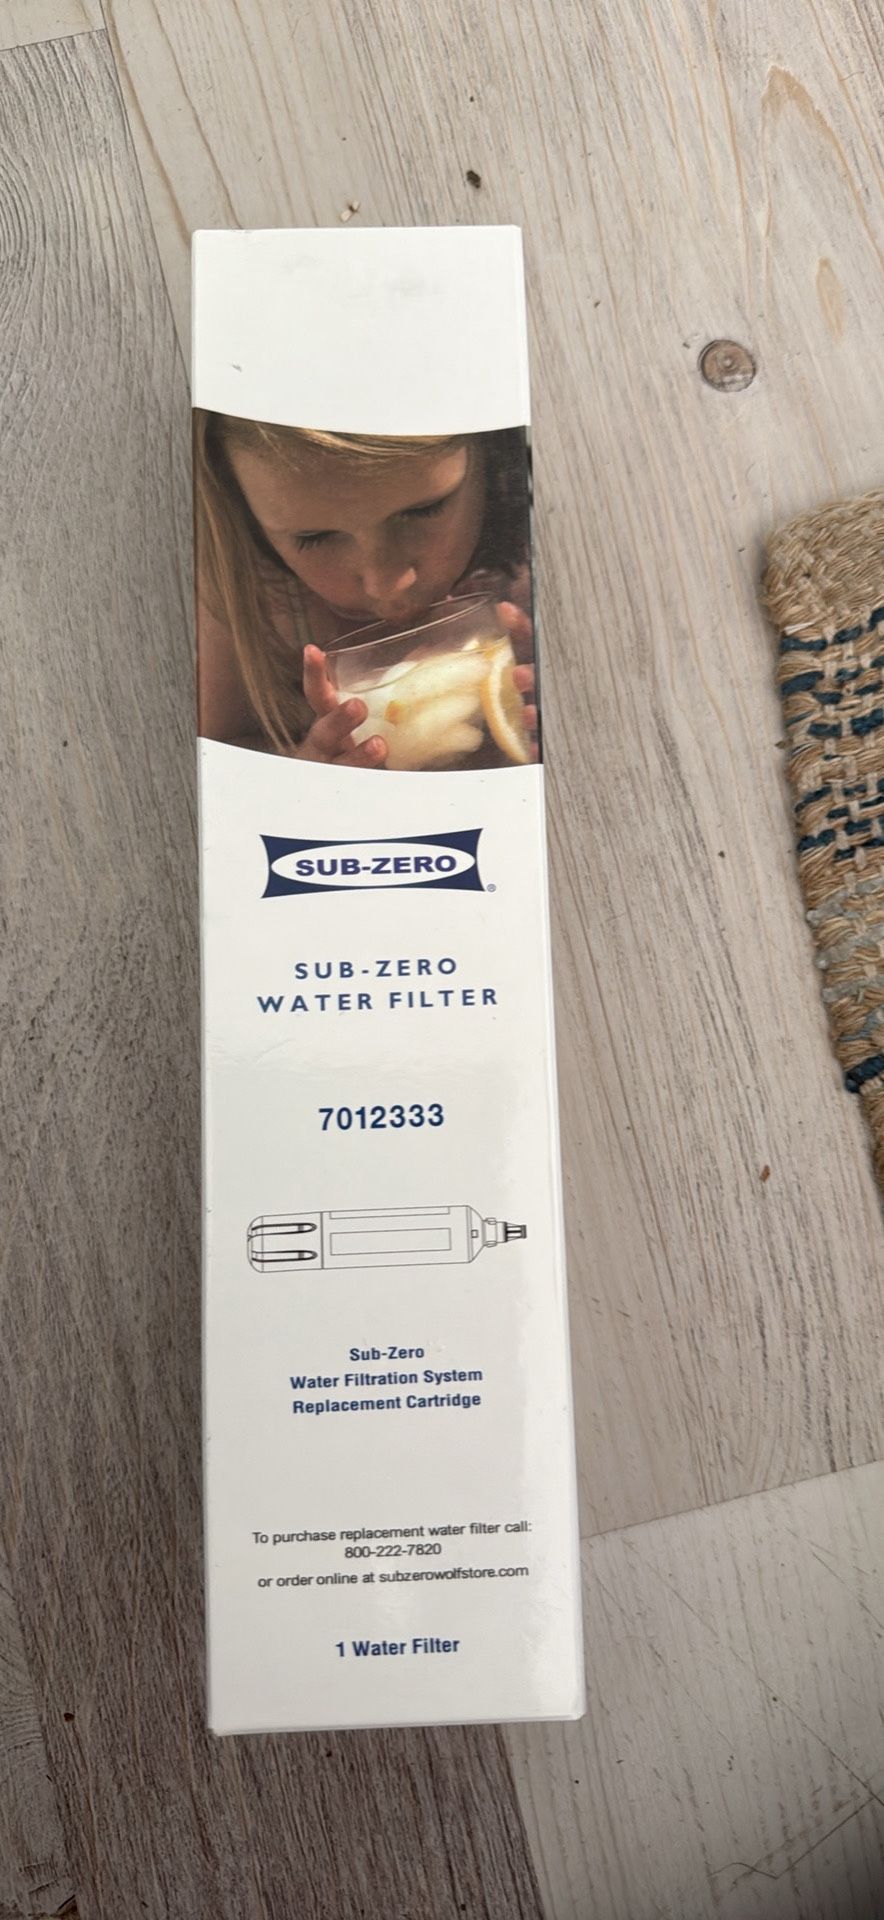 SUB-ZERO
®
SUB-ZERO
WATER FILTER
7012333
Sub-Zero
Water Filtration System
Replacement Cartridge
To purchase replacement water filter call:
800-222-7820
or order online at subzerowolfstore.com
1 Water Filter